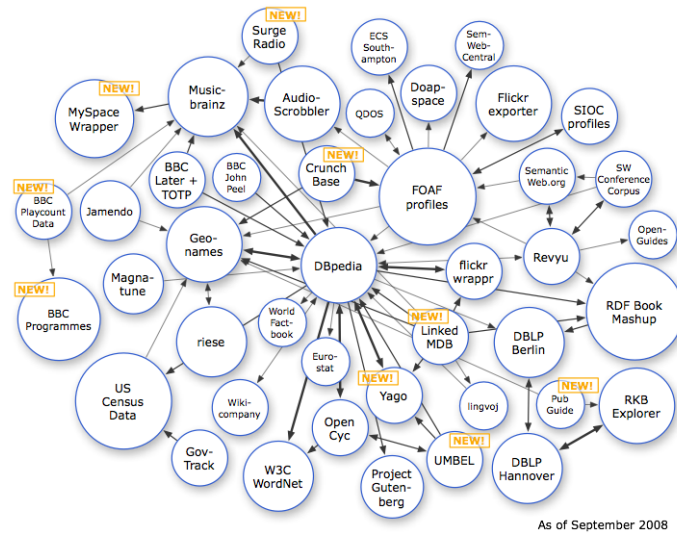 NEW!
Surge
Radio
ECS
South-
ampton
Sem-
Web-
Central
NEW!
MySpace
Wrapper
Music-
brainz
Audio-
Scrobbler
QDOS
Doap-
space
Flickr
exporter
SIOC
profiles
NEW!
BBC
Playcount
Data
Jamendo
BBC
Later +
TOTP
BBC
John
Peel
NEW!
Crunch
Base
FOAF
profiles
Semantic
Web.org
SW
Conference
Corpus
Geo-
names
DBpedia
flickr
wrappr
Revyu
Open-
Guides
NEW!
BBC
Programmes
Magna-
tune
riese
World
Fact-
book
NEW!
Linked
MDB
DBLP
Berlin
RDF Book
Mashup
US
Census
Data
Wiki-
company
Euro-
stat
NEW!
Yago
lingvoj
NEW!
Pub
Guide
RKB
Explorer
Gov-
Track
W3C
WordNet
Open
Cyc
Project
Guten-
berg
NEW!
UMBEL
DBLP
Hannover
As of September 2008